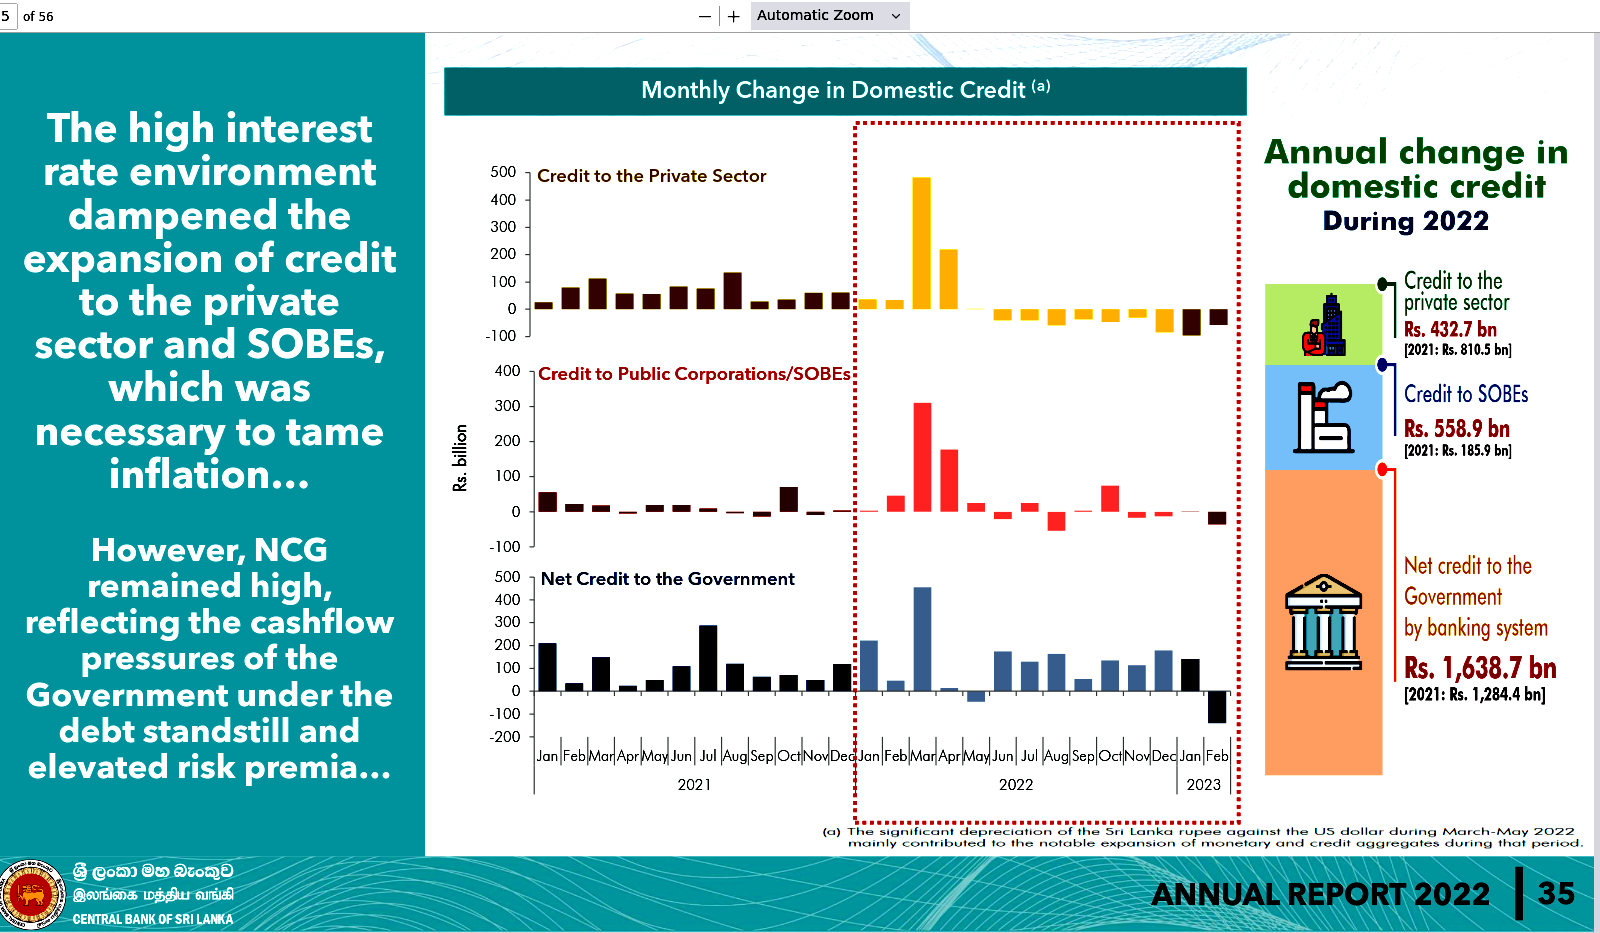 5 of 56
− + Automatic Zoom
The high interest
rate environment
dampened the
expansion of credit
to the private
sector and SOBEs,
which was
necessary to tame
inflation...
However, NCG
remained high,
reflecting the cashflow
pressures of the
Government under the
debt standstill and
elevated risk premia...
Monthly Change in Domestic Credit (a)
Rs. billion
Credit to the Private Sector
500
400
300
200
100
0
-100
Credit to Public Corporations/SOBEs
400
300
200
100
0
-100
Net Credit to the Government
500
400
300
200
100
0
-100
-200
Jan Feb Mar Apr May Jun Jul Aug Sep Oct Nov Dec Jan Feb Mar Apr May Jun Jul Aug Sep Oct Nov Dec Jan Feb
2021 2022 2023
(a) The significant depreciation of the Sri Lanka rupee against the US dollar during March-May 2022
mainly contributed to the notable expansion of monetary and credit aggregates during that period.
Annual change in
domestic credit
During 2022
Credit to the
private sector
Rs. 432.7 bn
[2021: Rs. 810.5 bn]
Credit to SOBEs
Rs. 558.9 bn
[2021: Rs. 185.9 bn]
Net credit to the
Government
by banking system
Rs. 1,638.7 bn
[2021: Rs. 1,284.4 bn]
ශ්‍රී ලංකා මහ බැංකුව
இலங்கை மத்திய வங்கி
CENTRAL BANK OF SRI LANKA
ANNUAL REPORT 2022 35